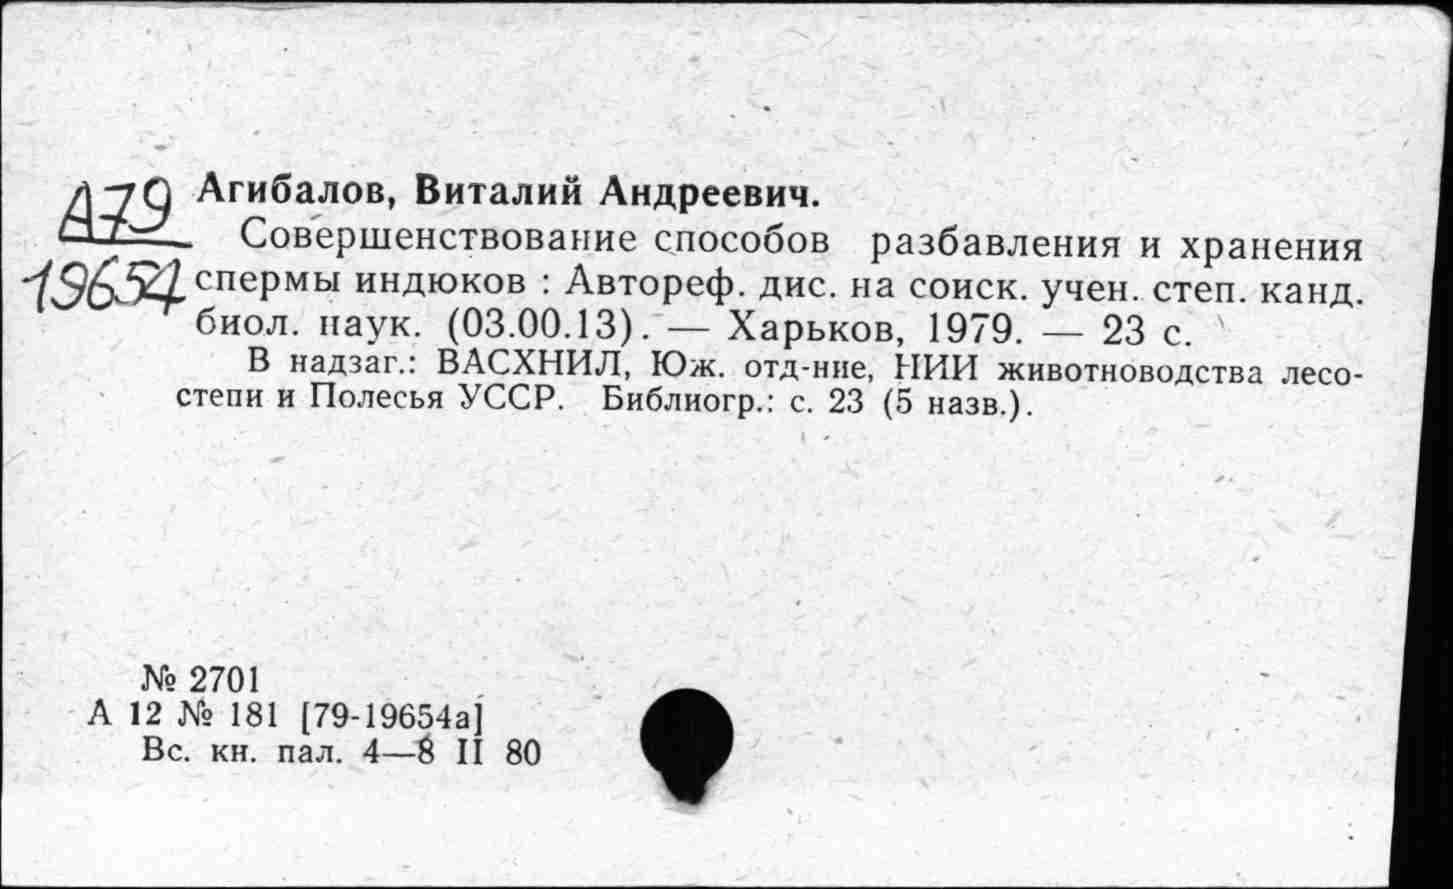 А79
19654
Агибалов, Виталий Андреевич.
Совершенствование способов разбавления и хранения
спермы индюков : Автореф. дис. на соиск. учен. степ. канд.
биол. наук. (03.00.13). — Харьков, 1979. — 23 с.
В надзаг.: ВАСХНИЛ, Юж. отд-ние, НИИ животноводства лесо-
степи и Полесья УССР. Библиогр.: с. 23 (5 назв.).
№ 2701
А 12 № 181 [79-19654а]
Вс. кн. пал. 4—8 II 80